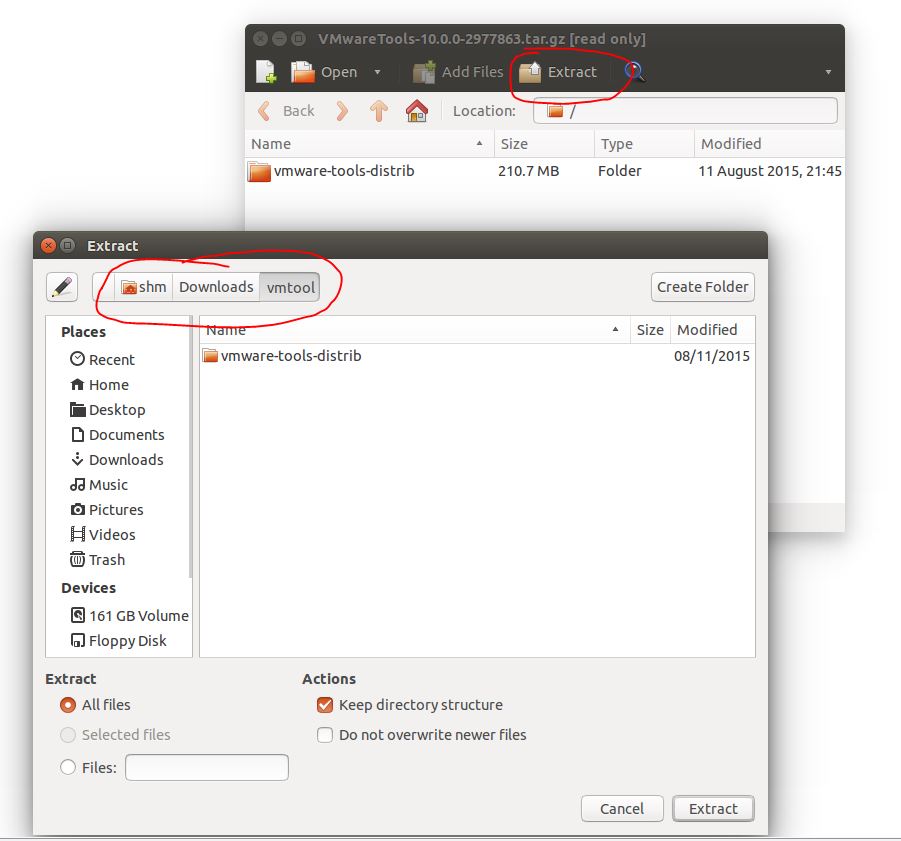 VMwareTools-10.0.0-2977863.tar.gz [read only]
Open Add Files Extract
Back Location: /
Name Size Type Modified
vmware-tools-distrib 210.7 MB Folder 11 August 2015, 21:45
Extract
shm Downloads vmtool Create Folder
Places
Recent
Home
Desktop
Documents
Downloads
Music
Pictures
Videos
Trash
Devices
161 GB Volume
Floppy Disk
Name Size Modified
vmware-tools-distrib 08/11/2015
Extract
All files
Selected files
Files:
Actions
Keep directory structure
Do not overwrite newer files
Cancel Extract